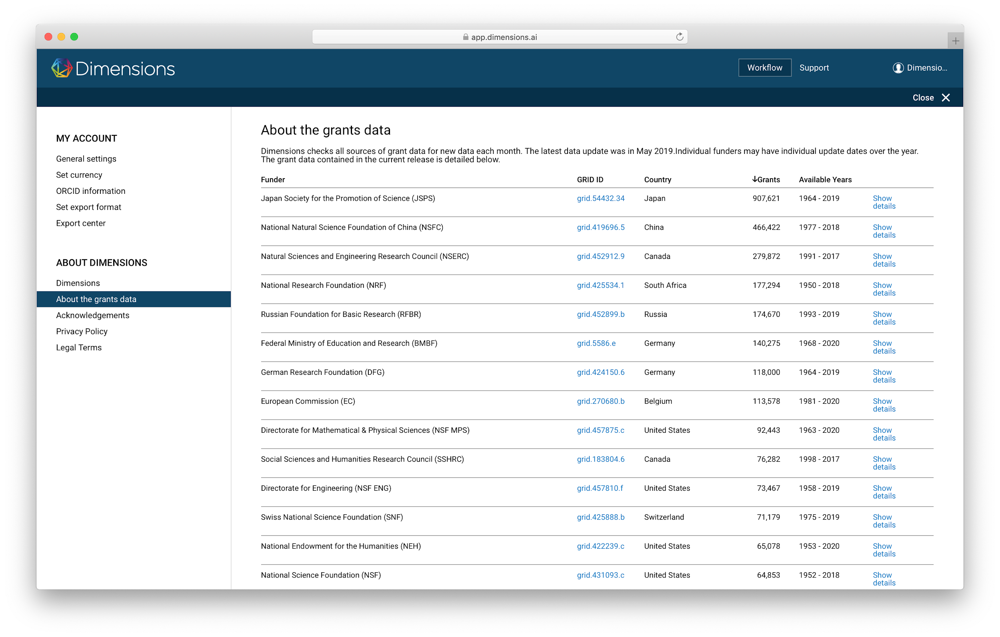 app.dimensions.ai
Dimensions
Workflow
Support
Dimensio...
Close
MY ACCOUNT
General settings
Set currency
ORCID information
Set export format
Export center
ABOUT DIMENSIONS
Dimensions
About the grants data
Acknowledgements
Privacy Policy
Legal Terms
About the grants data
Dimensions checks all sources of grant data for new data each month. The latest data update was in May 2019.Individual funders may have individual update dates over the year.
The grant data contained in the current release is detailed below.
Funder GRID ID Country ↓Grants Available Years
Japan Society for the Promotion of Science (JSPS) grid.54432.34 Japan 907,621 1964 - 2019 Show
details
National Natural Science Foundation of China (NSFC) grid.419696.5 China 466,422 1977 - 2018 Show
details
Natural Sciences and Engineering Research Council (NSERC) grid.452912.9 Canada 279,872 1991 - 2017 Show
details
National Research Foundation (NRF) grid.425534.1 South Africa 177,294 1950 - 2018 Show
details
Russian Foundation for Basic Research (RFBR) grid.452899.b Russia 174,670 1993 - 2019 Show
details
Federal Ministry of Education and Research (BMBF) grid.5586.e Germany 140,275 1968 - 2020 Show
details
German Research Foundation (DFG) grid.424150.6 Germany 118,000 1964 - 2019 Show
details
European Commission (EC) grid.270680.b Belgium 113,578 1981 - 2020 Show
details
Directorate for Mathematical & Physical Sciences (NSF MPS) grid.457875.c United States 92,443 1963 - 2020 Show
details
Social Sciences and Humanities Research Council (SSHRC) grid.183804.6 Canada 76,282 1998 - 2017 Show
details
Directorate for Engineering (NSF ENG) grid.457810.f United States 73,467 1958 - 2019 Show
details
Swiss National Science Foundation (SNF) grid.425888.b Switzerland 71,179 1975 - 2019 Show
details
National Endowment for the Humanities (NEH) grid.422239.c United States 65,078 1953 - 2020 Show
details
National Science Foundation (NSF) grid.431093.c United States 64,853 1952 - 2018 Show
details